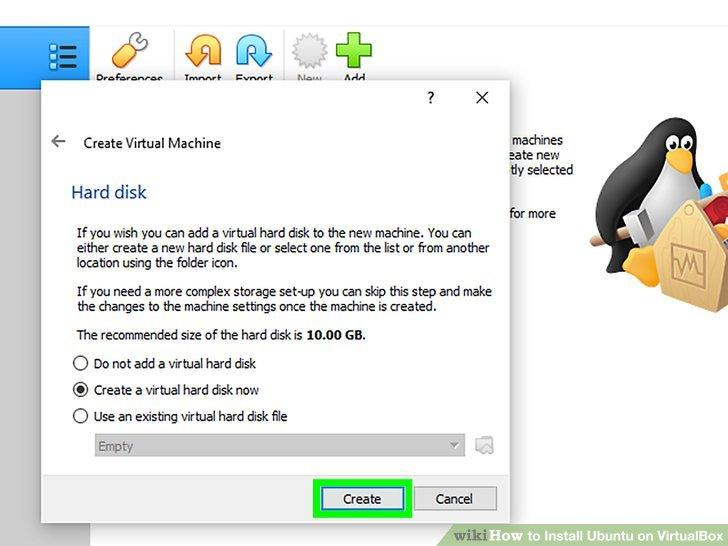 Preferences
Import
Export
New
Add
?
Create Virtual Machine
Hard disk
If you wish you can add a virtual hard disk to the new machine. You can
either create a new hard disk file or select one from the list or from another
location using the folder icon.
If you need a more complex storage set-up you can skip this step and make
the changes to the machine settings once the machine is created.
The recommended size of the hard disk is 10.00 GB.
Do not add a virtual hard disk
Create a virtual hard disk now
Use an existing virtual hard disk file
Empty
Create
Cancel
machines
eate new
tly selected
for more
wikiHow to Install Ubuntu on VirtualBox